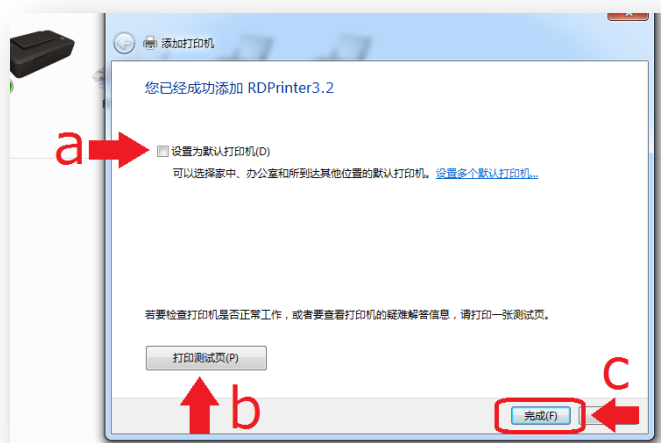 添加打印机
您已经成功添加 RDPrinter3.2
a
设置为默认打印机(D)
可以选择家中、办公室和所到达其他位置的默认打印机。 设置多个默认打印机...
若要检查打印机是否正常工作，或者要查看打印机的疑难解答信息，请打印一张测试页。
打印测试页(P)
b
c
完成(F)